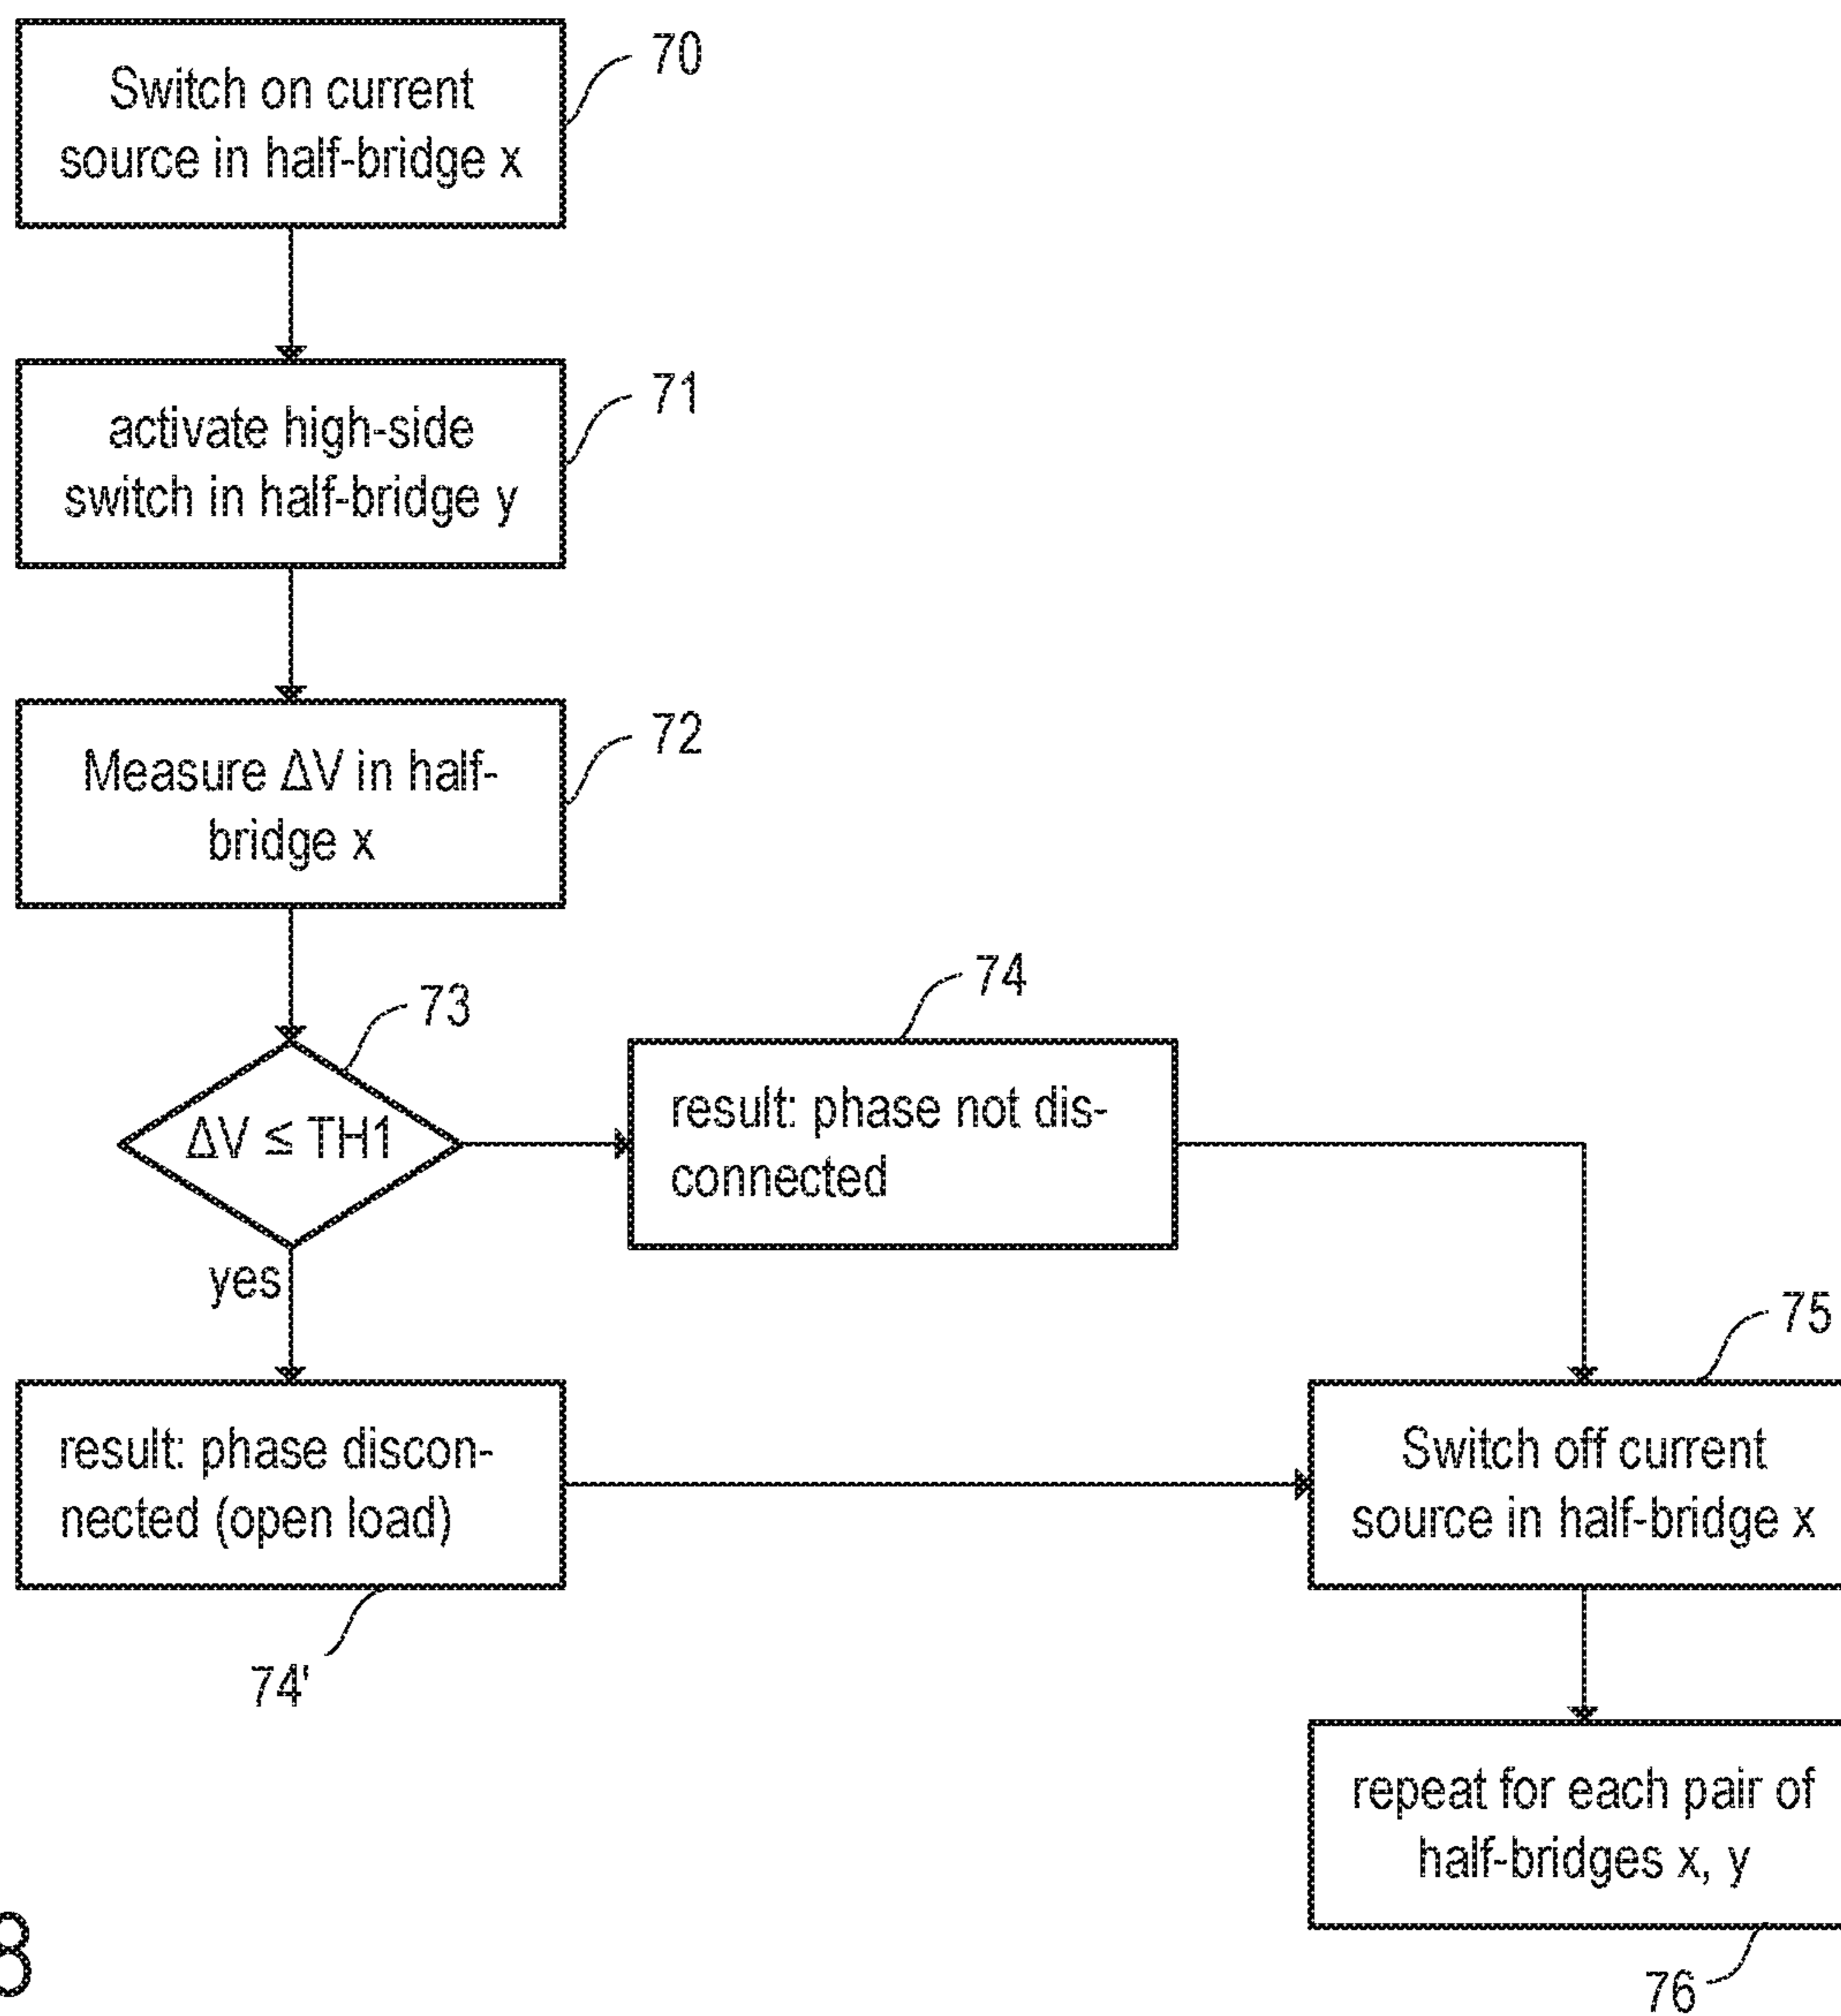 Switch on current
source in half-bridge x
70
activate high-side
switch in half-bridge y
71
Measure ΔV in half-
bridge x
72
ΔV ≤ TH1
73
result: phase not dis-
connected
74
yes
result: phase discon-
nected (open load)
74'
Switch off current
source in half-bridge x
75
repeat for each pair of
half-bridges x, y
76
8